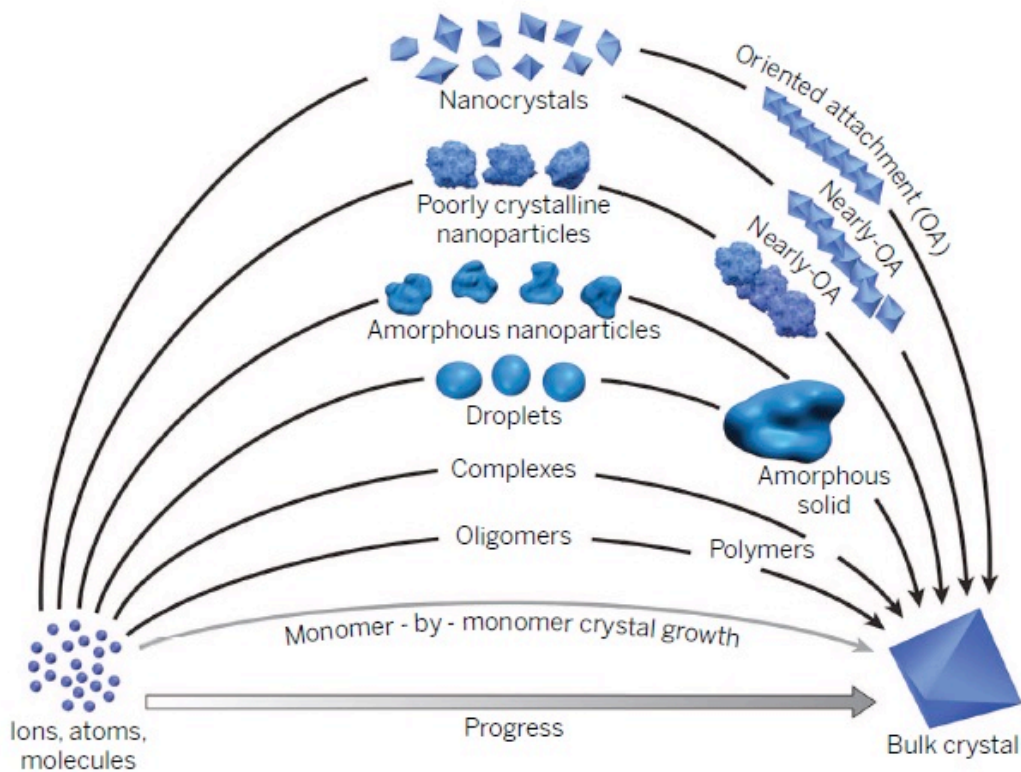 Nanocrystals
Oriented attachment (OA)
Poorly crystalline
nanoparticles
Nearly-OA
Nearly-OA
Amorphous nanoparticles
Droplets
Amorphous
solid
Complexes
Oligomers
Polymers
Monomer - by - monomer crystal growth
Progress
Ions, atoms,
molecules
Bulk crystal